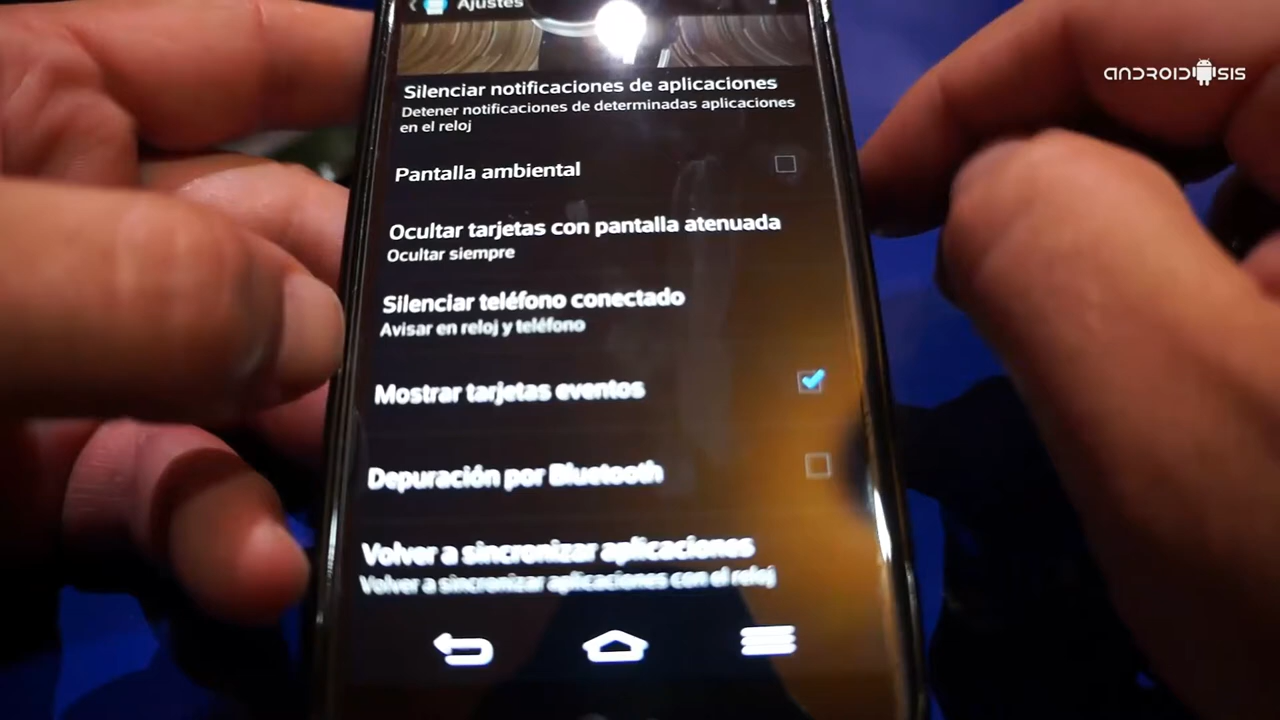 Ajustes
ANDROIDSIS
Silenciar notificaciones de aplicaciones
Detener notificaciones de determinadas aplicaciones
en el reloj
Pantalla ambiental
Ocultar tarjetas con pantalla atenuada
Ocultar siempre
Silenciar teléfono conectado
Avisar en reloj y teléfono
Mostrar tarjetas eventos
Depuración por Bluetooth
Volver a sincronizar aplicaciones
Volver a sincronizar aplicaciones con el reloj